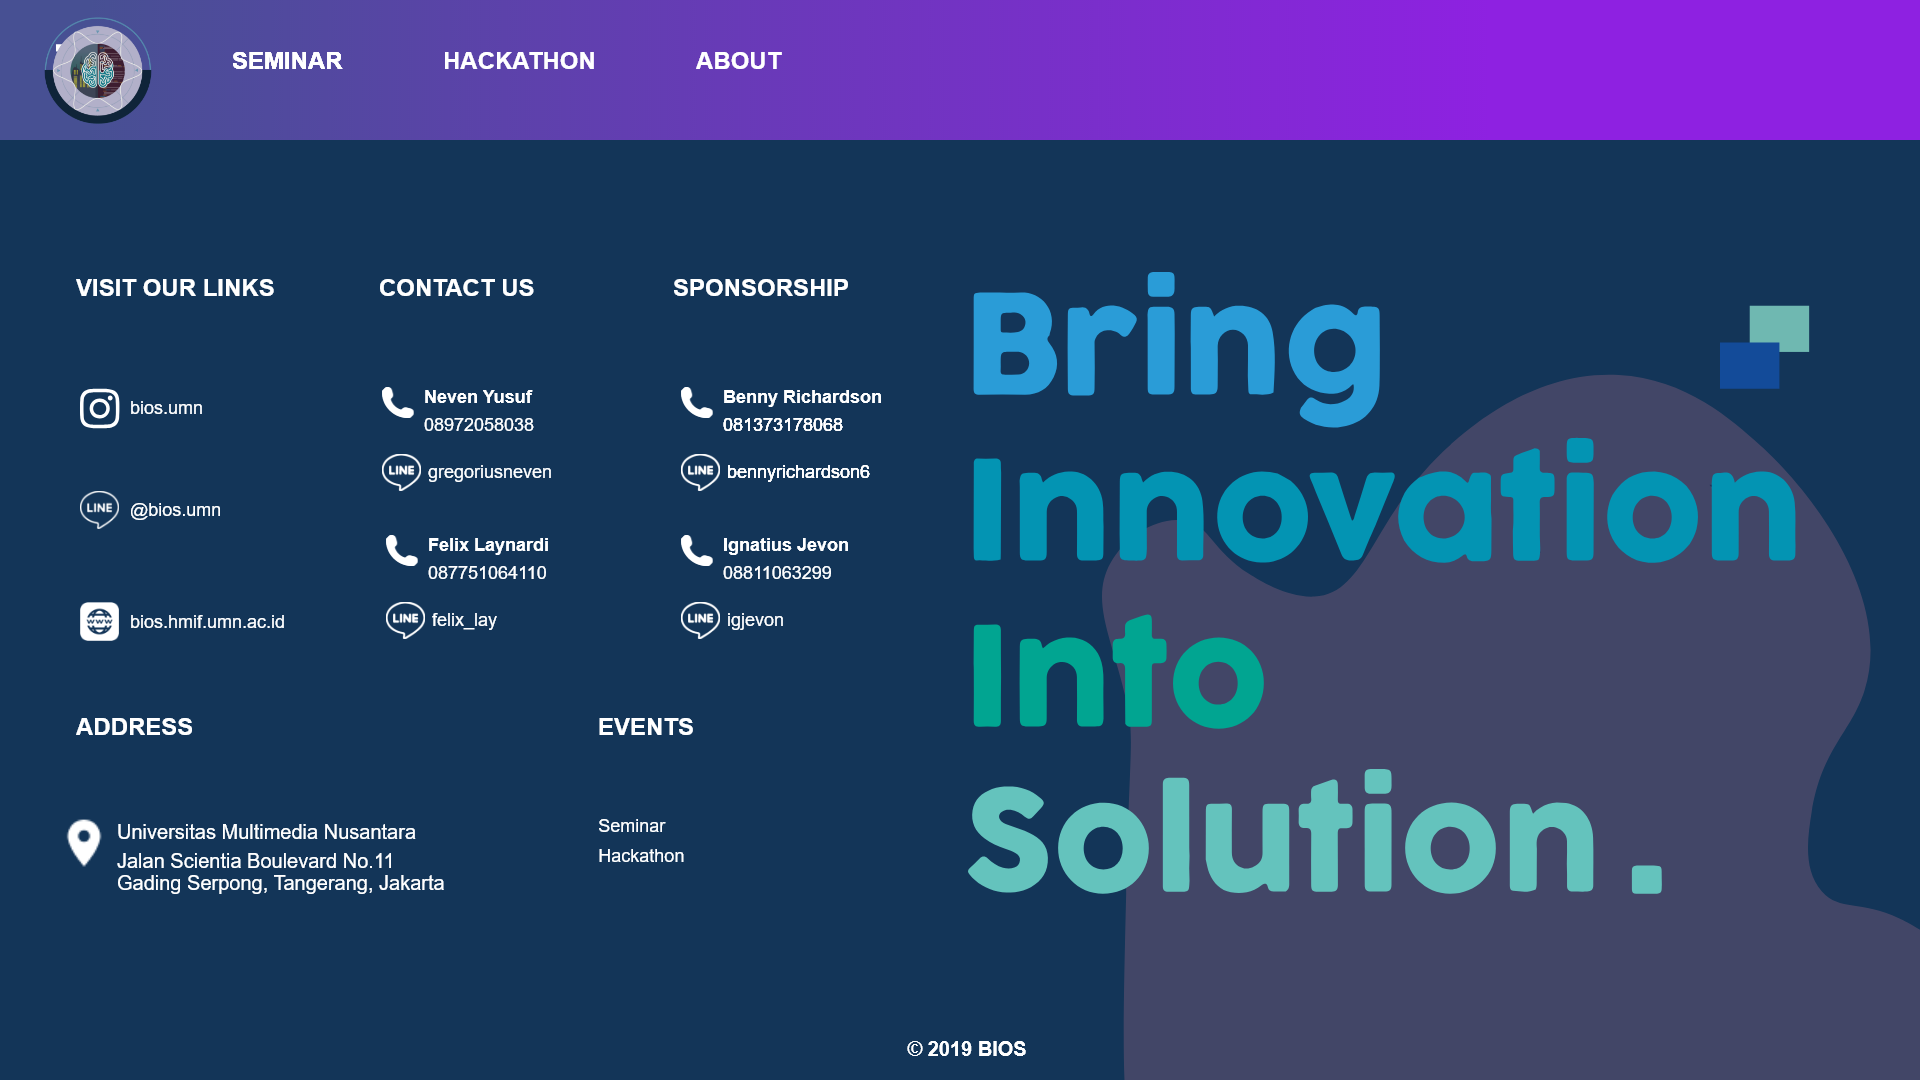 SEMINAR
HACKATHON
ABOUT
VISIT OUR LINKS
bios.umn
LINE
@bios.umn
www
bios.hmif.umn.ac.id
CONTACT US
Neven Yusuf
08972058038
LINE
gregoriusneven
Felix Laynardi
087751064110
LINE
felix_lay
SPONSORSHIP
Benny Richardson
081373178068
LINE
bennyrichardson6
Ignatius Jevon
08811063299
LINE
igjevon
ADDRESS
Universitas Multimedia Nusantara
Jalan Scientia Boulevard No.11
Gading Serpong, Tangerang, Jakarta
EVENTS
Seminar
Hackathon
Bring
Innovation
Into
Solution .
© 2019 BIOS